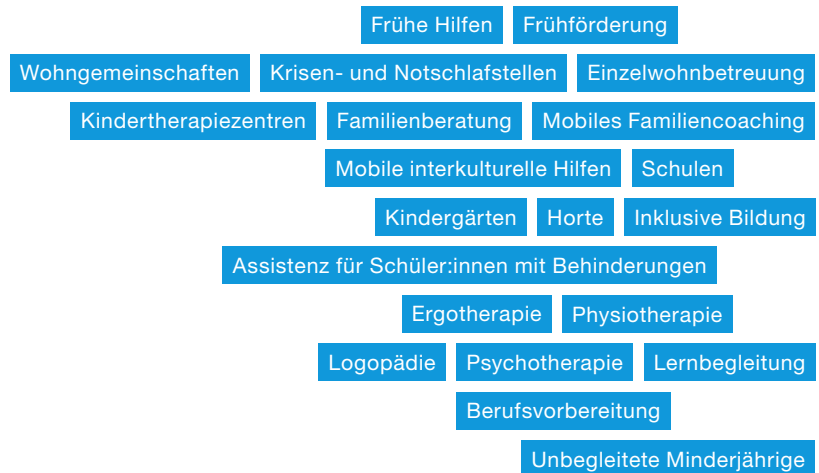 Frühe Hilfen Frühförderung
Wohngemeinschaften Krisen- und Notschlafstellen Einzelwohnbetreuung
Kindertherapiezentren Familienberatung Mobiles Familiencoaching
Mobile interkulturelle Hilfen Schulen
Kindergärten Horte Inklusive Bildung
Assistenz für Schüler:innen mit Behinderungen
Ergotherapie Physiotherapie
Logopädie Psychotherapie Lernbegleitung
Berufsvorbereitung
Unbegleitete Minderjährige